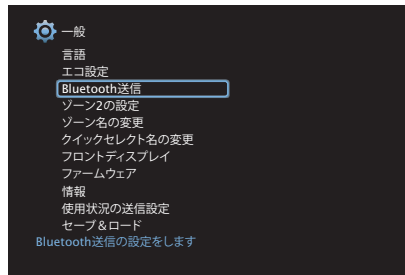 一般
言語
エコ設定
Bluetooth送信
ゾーン2の設定
ゾーン名の変更
クイックセレクト名の変更
フロントディスプレイ
ファームウェア
情報
使用状況の送信設定
セーブ＆ロード
Bluetooth送信の設定をします